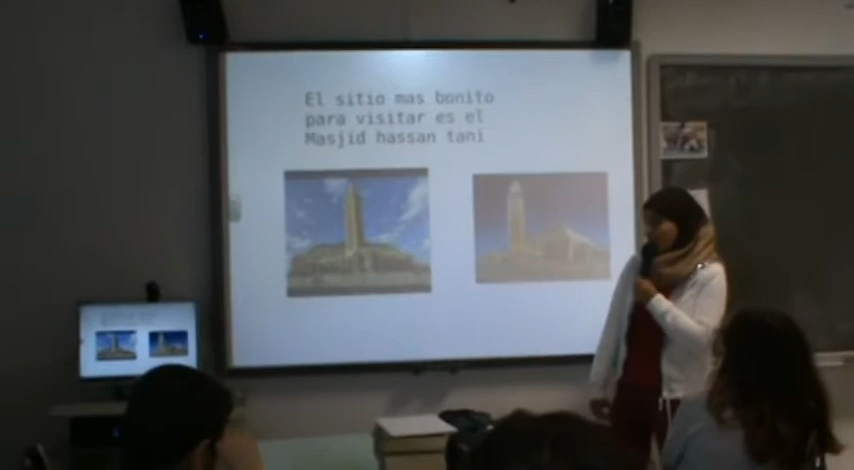 El sitio mas bonito
para visitar es el
Masjid hassan tani